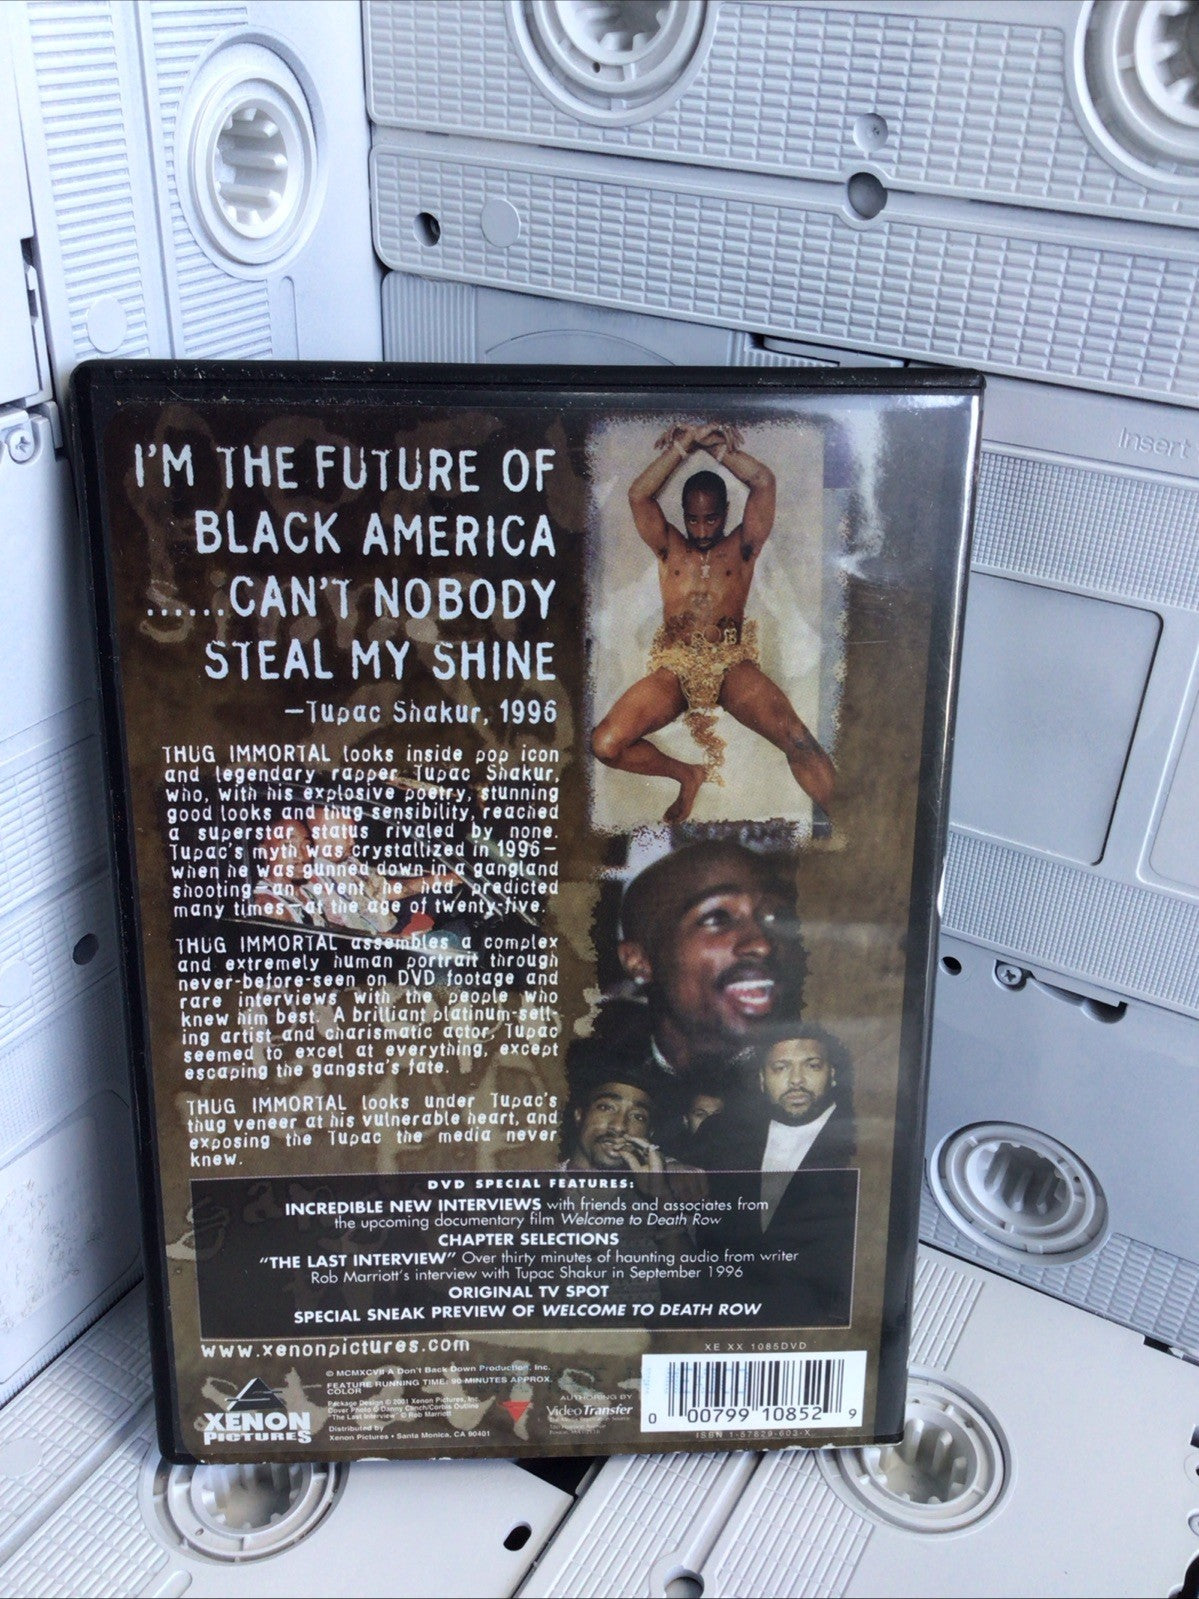 Insert
I'M THE FUTURE OF
BLACK AMERICA
......CAN'T NOBODY
STEAL MY SHINE
—Tupac Shakur, 1996
THUG IMMORTAL looks inside pop icon
and legendary rapper Tupac Shakur,
who, with his explosive poetry, stunning
good looks and thug sensibility, reached
a superstar status rivaled by none.
Tupac's myth was crystallized in 1996—
when he was gunned down in a gangland
shooting—an event he had predicted
many times—at the age of twenty-five.
THUG IMMORTAL assembles a complex
and extremely human portrait through
never-before-seen on DVD footage and
rare interviews with the people who
knew him best. A brilliant platinum-sell-
ing artist and charismatic actor, Tupac
seemed to excel at everything, except
escaping the gangsta's fate.
THUG IMMORTAL looks under Tupac's
thug veneer at his vulnerable heart, and
exposing the Tupac the media never
knew.
DVD SPECIAL FEATURES:
INCREDIBLE NEW INTERVIEWS with friends and associates from
the upcoming documentary film Welcome to Death Row
CHAPTER SELECTIONS
"THE LAST INTERVIEW" Over thirty minutes of haunting audio from writer
Rob Marriott's interview with Tupac Shakur in September 1996
ORIGINAL TV SPOT
SPECIAL SNEAK PREVIEW OF WELCOME TO DEATH ROW
www.xenonpictures.com
XE XX 1085DVD
© MCMXCVII A Don't Back Down Production, Inc.
FEATURE RUNNING TIME: 90 MINUTES APPROX.
COLOR
Package Design © 2001 Xenon Pictures, Inc.
Cover Photo © Danny Clinch/Corbis Outline
"The Last Interview" © Rob Marriott
Distributed by
Xenon Pictures • Santa Monica, CA 90401
XENON
PICTURES
AUTHORING BY
Video Transfer
0 00799 10852 9
ISBN 1-57829-603-X